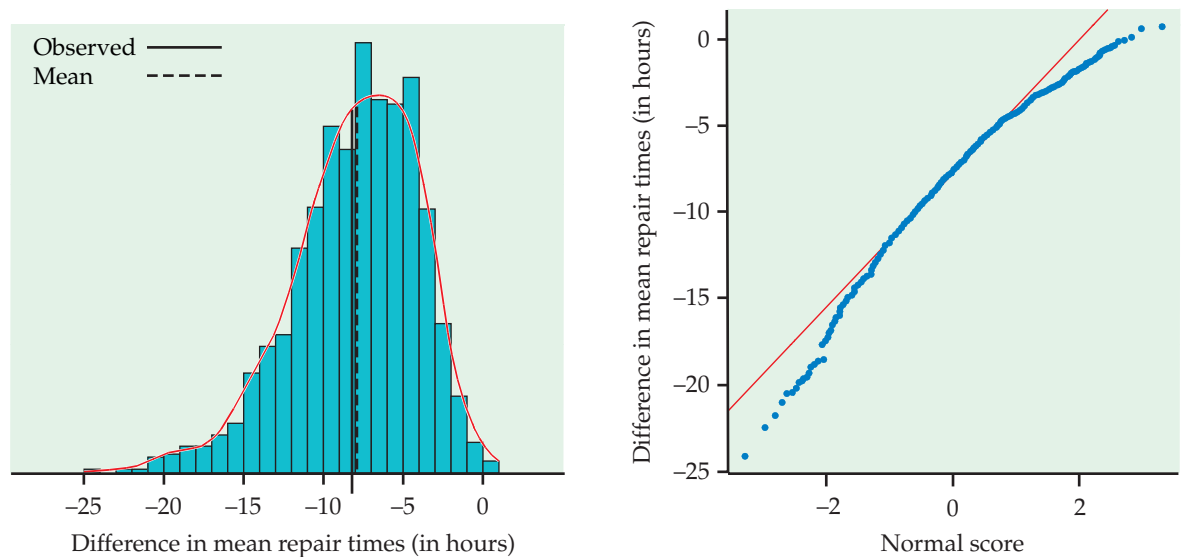 Observed
Mean
–25 –20 –15 –10 –5 0
Difference in mean repair times (in hours)
Difference in mean repair times (in hours)
0
–5
–10
–15
–20
–25
–2 0 2
Normal score